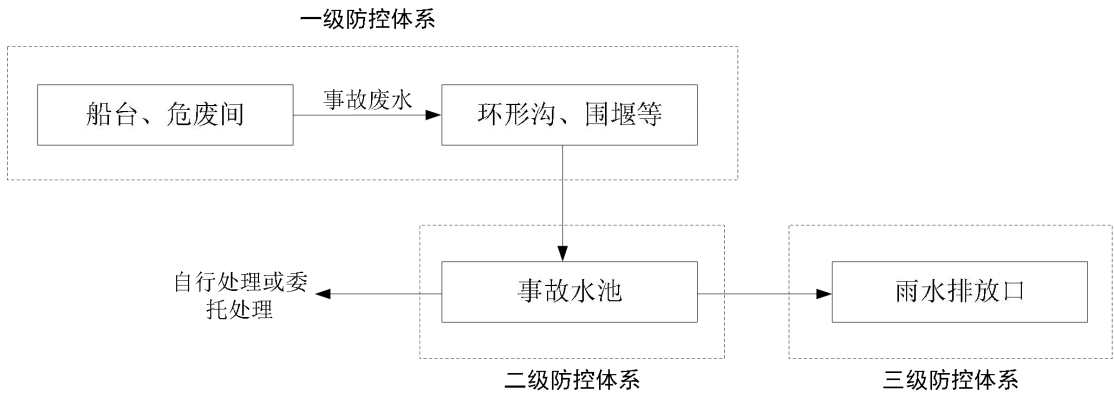 一级防控体系
船台、危废间
事故废水
环形沟、围堰等
自行处理或委
托处理
事故水池
雨水排放口
二级防控体系
三级防控体系